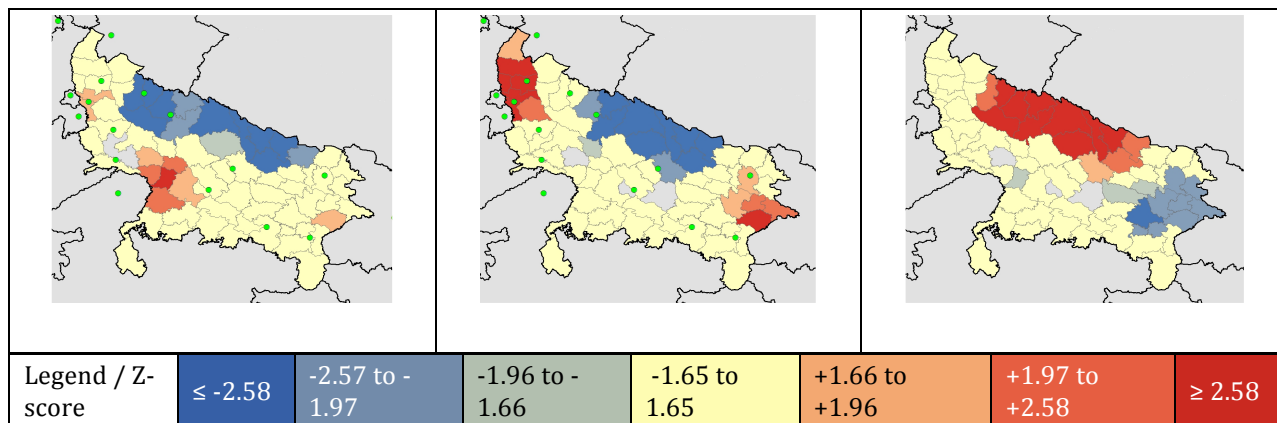 Legend / Z-
score
≤ -2.58
-2.57 to -
1.97
-1.96 to -
1.66
-1.65 to
1.65
+1.66 to
+1.96
+1.97 to
+2.58
≥ 2.58